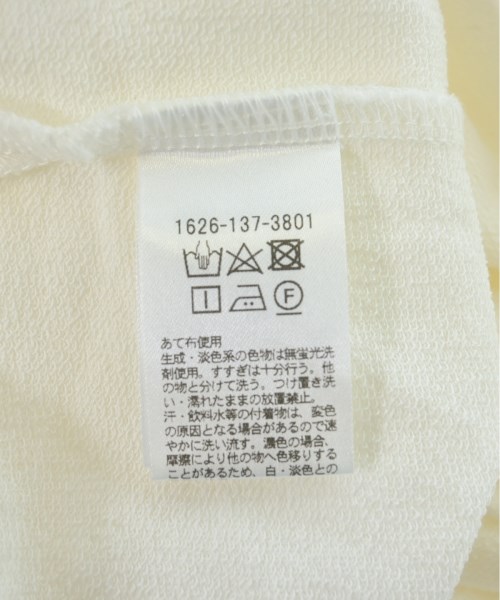 1626-137-3801
F
あて布使用
生成・淡色系の色物は無蛍光洗
剤使用。すすぎは十分行う。他
の物と分けて洗う。つけ置き洗
い・濡れたままの放置禁止。
汗・飲料水等の付着物は、変色
の原因となる場合があるので速
やかに洗い流す。濃色の場合、
摩擦により他の物へ色移りする
ことがあるため、白・淡色との